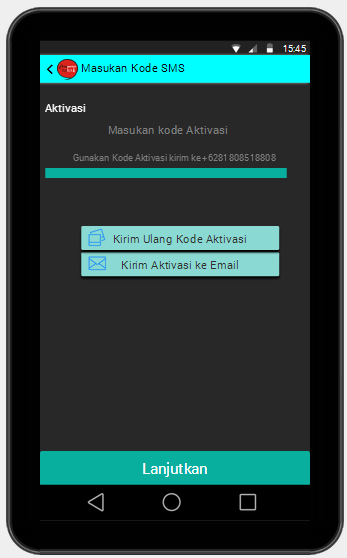 15:45
Masukan Kode SMS
Aktivasi
Masukan kode Aktivasi
Gunakan Kode Aktivasi kirim ke+6281808518808
Kirim Ulang Kode Aktivasi
Kirim Aktivasi ke Email
Lanjutkan